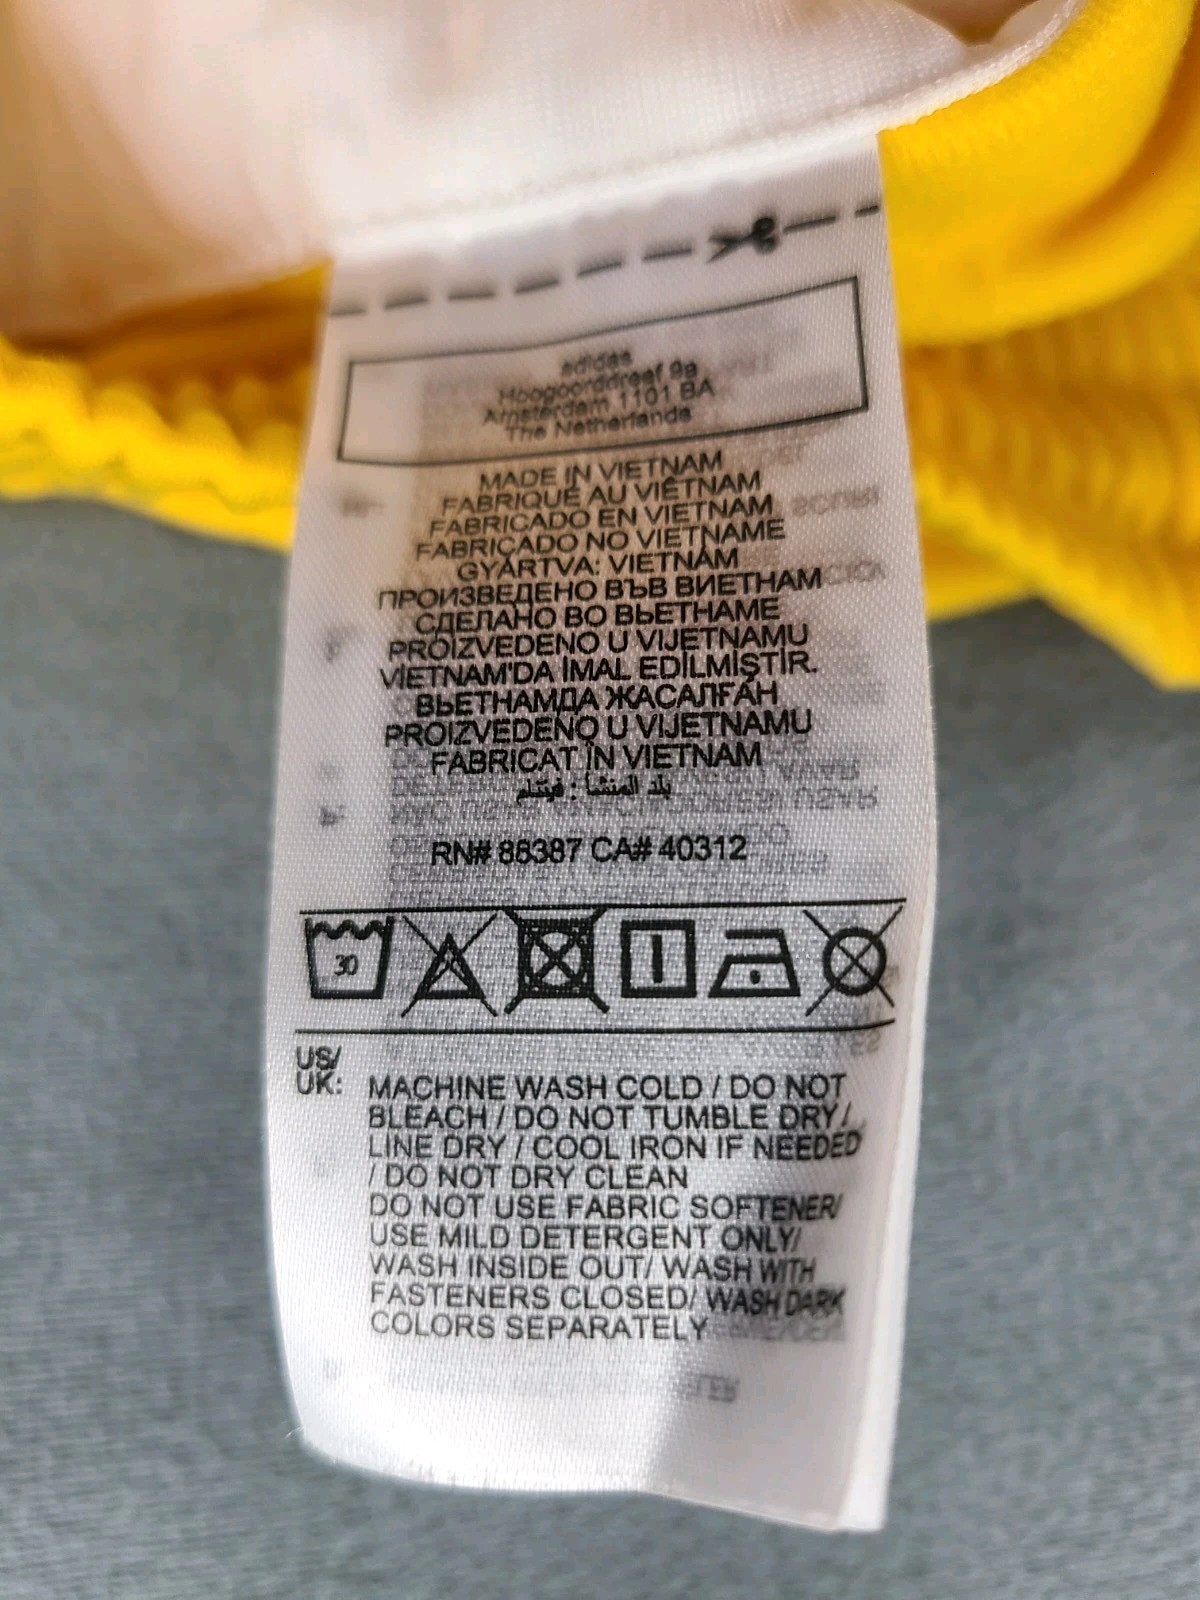 adidas
Hoogoorddreef 9a
Amsterdam 1101 BA
The Netherlands
MADE IN VIETNAM
FABRIQUÉ AU VIÊTNAM
FABRICADO EN VIETNAM
FABRICADO NO VIETNAME
GYÁRTVA: VIETNÁM
ПРОИЗВЕДЕНО ВЪВ ВИЕТНАМ
СДЕЛАНО ВО ВЬЕТНАМЕ
PROIZVEDENO U VIJETNAMU
VİETNAM'DA İMAL EDİLMİŞTİR.
ВЬЕТНАМДА ЖАСАЛҒАН
PROIZVEDENO U VIJETNAMU
FABRICAT ÎN VIETNAM
بلد المنشأ : فيتنام
RN# 88387 CA# 40312
30
US/
UK: MACHINE WASH COLD / DO NOT
BLEACH / DO NOT TUMBLE DRY /
LINE DRY / COOL IRON IF NEEDED
/ DO NOT DRY CLEAN
DO NOT USE FABRIC SOFTENER/
USE MILD DETERGENT ONLY/
WASH INSIDE OUT/ WASH WITH
FASTENERS CLOSED/ WASH DARK
COLORS SEPARATELY